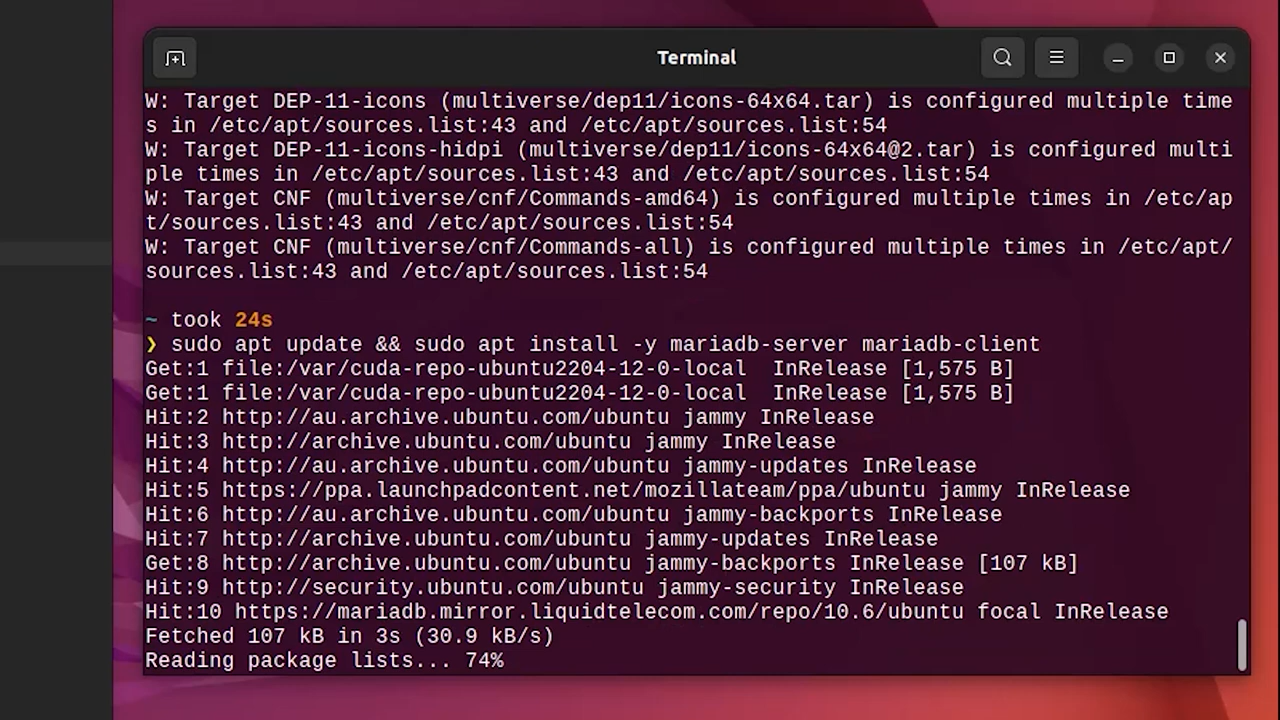 Terminal
W: Target DEP-11-icons (multiverse/dep11/icons-64x64.tar) is configured multiple time
s in /etc/apt/sources.list:43 and /etc/apt/sources.list:54
W: Target DEP-11-icons-hidpi (multiverse/dep11/icons-64x64@2.tar) is configured multi
ple times in /etc/apt/sources.list:43 and /etc/apt/sources.list:54
W: Target CNF (multiverse/cnf/Commands-amd64) is configured multiple times in /etc/ap
t/sources.list:43 and /etc/apt/sources.list:54
W: Target CNF (multiverse/cnf/Commands-all) is configured multiple times in /etc/apt/
sources.list:43 and /etc/apt/sources.list:54
~ took 24s
❯ sudo apt update && sudo apt install -y mariadb-server mariadb-client
Get:1 file:/var/cuda-repo-ubuntu2204-12-0-local  InRelease [1,575 B]
Get:1 file:/var/cuda-repo-ubuntu2204-12-0-local  InRelease [1,575 B]
Hit:2 http://au.archive.ubuntu.com/ubuntu jammy InRelease
Hit:3 http://archive.ubuntu.com/ubuntu jammy InRelease
Hit:4 http://au.archive.ubuntu.com/ubuntu jammy-updates InRelease
Hit:5 https://ppa.launchpadcontent.net/mozillateam/ppa/ubuntu jammy InRelease
Hit:6 http://au.archive.ubuntu.com/ubuntu jammy-backports InRelease
Hit:7 http://archive.ubuntu.com/ubuntu jammy-updates InRelease
Get:8 http://archive.ubuntu.com/ubuntu jammy-backports InRelease [107 kB]
Hit:9 http://security.ubuntu.com/ubuntu jammy-security InRelease
Hit:10 https://mariadb.mirror.liquidtelecom.com/repo/10.6/ubuntu focal InRelease
Fetched 107 kB in 3s (30.9 kB/s)
Reading package lists... 74%